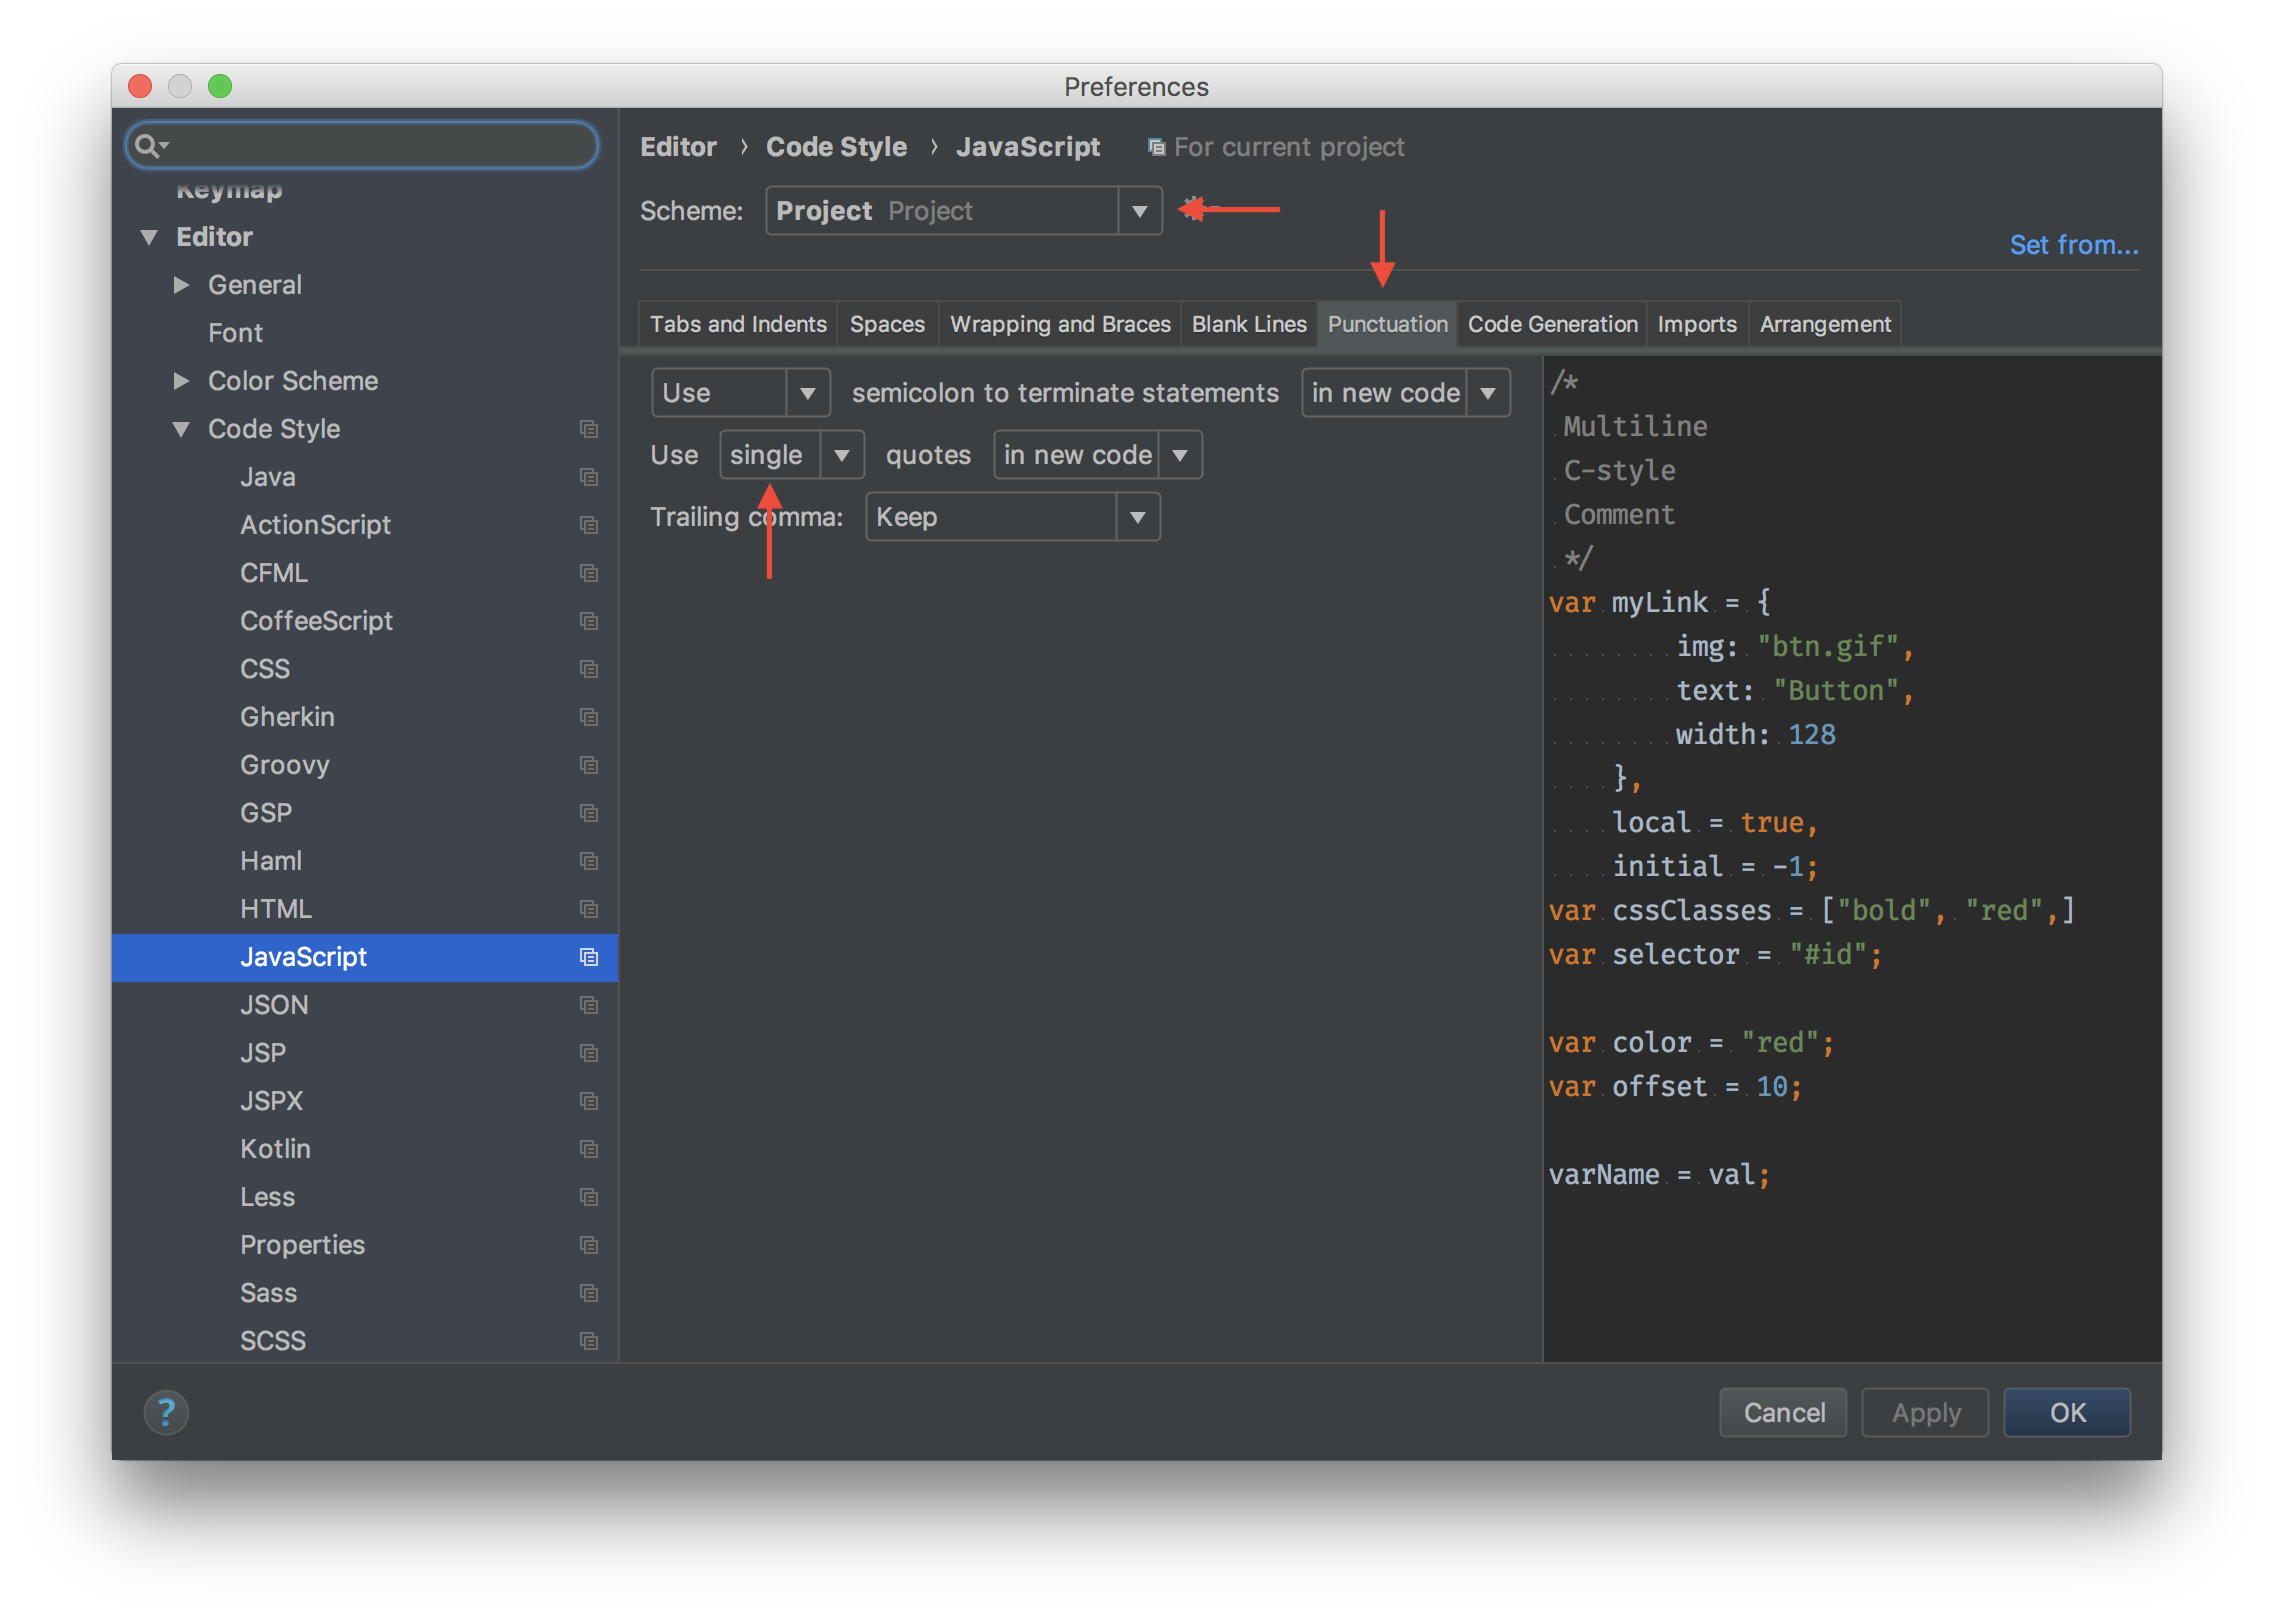 Preferences
Keymap
Editor
General
Font
Color Scheme
Code Style
Java
ActionScript
CFML
CoffeeScript
CSS
Gherkin
Groovy
GSP
Haml
HTML
JavaScript
JSON
JSP
JSPX
Kotlin
Less
Properties
Sass
SCSS
Editor › Code Style › JavaScript For current project
Scheme: Project Project
Set from...
Tabs and Indents Spaces Wrapping and Braces Blank Lines Punctuation Code Generation Imports Arrangement
Use semicolon to terminate statements in new code
Use single quotes in new code
Trailing comma: Keep
/*
Multiline
C-style
Comment
*/
var myLink = {
img: "btn.gif",
text: "Button",
width: 128
},
local = true,
initial = -1;
var cssClasses = ["bold", "red",]
var selector = "#id";
var color = "red";
var offset = 10;
varName = val;
?
Cancel Apply OK